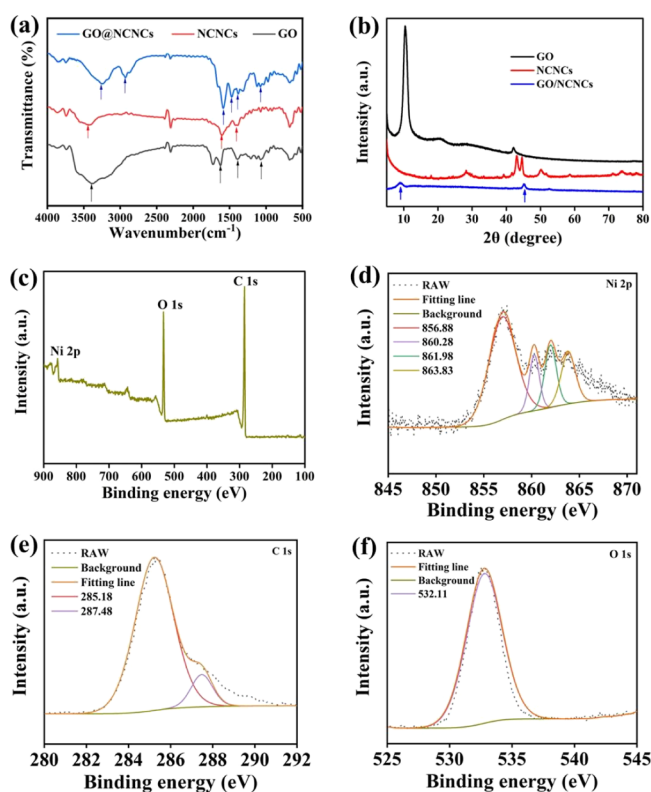 (a)
GO@NCNCs NCNCs GO
Transmittance (%)
4000 3500 3000 2500 2000 1500 1000 500
Wavenumber(cm-1)
(b)
GO
NCNCs
GO/NCNCs
Intensity (a.u.)
10 20 30 40 50 60 70 80
2θ (degree)
(c)
C 1s
O 1s
Ni 2p
Intensity (a.u.)
900 800 700 600 500 400 300 200 100
Binding energy (eV)
(d)
Ni 2p
RAW
Fitting line
Background
856.88
860.28
861.98
863.83
Intensity (a.u.)
845 850 855 860 865 870
Binding energy (eV)
(e)
C 1s
RAW
Background
Fitting line
285.18
287.48
Intensity (a.u.)
280 282 284 286 288 290 292
Binding energy (eV)
(f)
O 1s
RAW
Fitting line
Background
532.11
Intensity (a.u.)
525 530 535 540 545
Binding energy (eV)